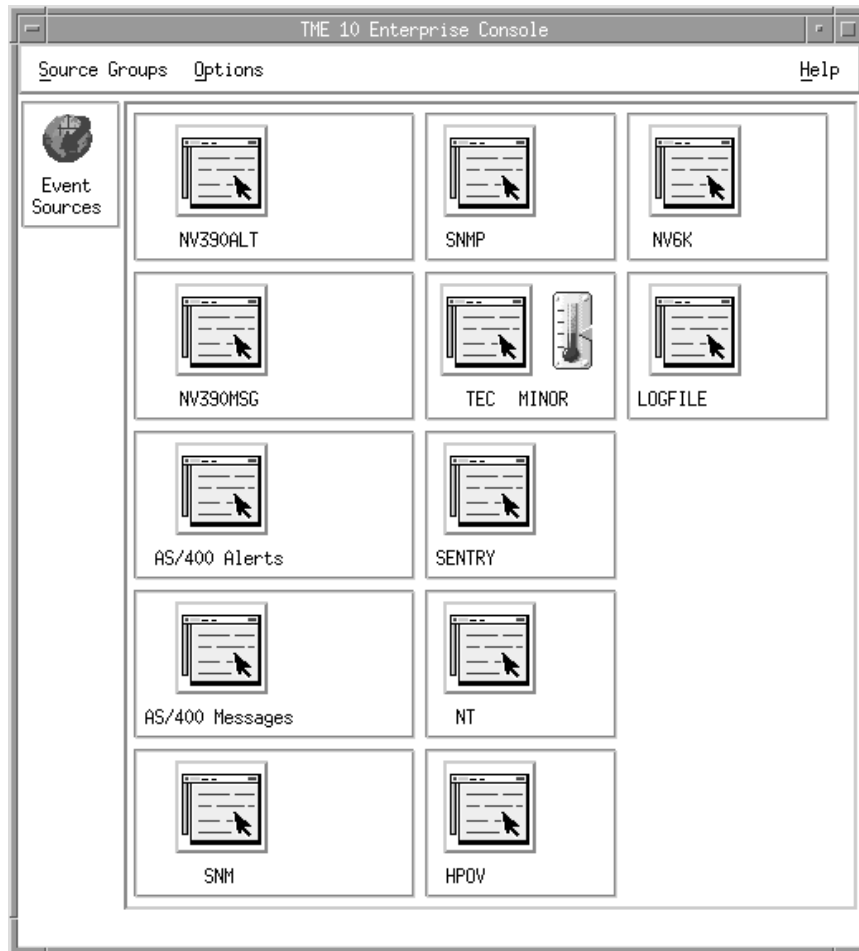 TME 10 Enterprise Console
Source Groups Options Help
Event
Sources
NV390ALT SNMP NV6K
NV390MSG TEC MINOR LOGFILE
AS/400 Alerts SENTRY
AS/400 Messages NT
SNM HPOV